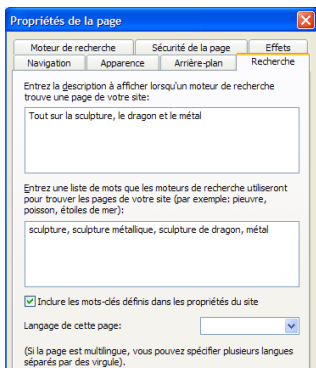 Propriétés de la page
Moteur de recherche Sécurité de la page Effets
Navigation Apparence Arrière-plan Recherche
Entrez la description à afficher lorsqu'un moteur de recherche
trouve une page de votre site:
Tout sur la sculpture, le dragon et le métal
Entrez une liste de mots que les moteurs de recherche utiliseront
pour trouver les pages de votre site (par exemple: pieuvre,
poisson, étoiles de mer):
sculpture, sculpture métallique, sculpture de dragon, métal
Inclure les mots-clés définis dans les propriétés du site
Langage de cette page:
(Si la page est multilingue, vous pouvez spécifier plusieurs langues
séparés par des virgule).